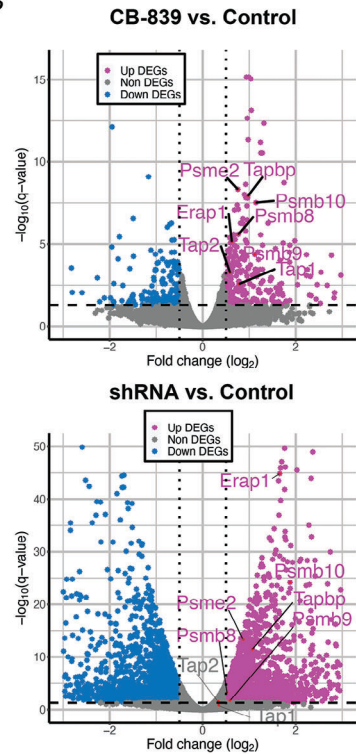 CB-839 vs. Control
Up DEGs
Non DEGs
Down DEGs
15
10
5
0
−log10(q-value)
Psme2
Tapbp
Psmb10
Erap1
Psmb8
Tap2
Psmb9
Tap1
−2
0
2
Fold change (log2)
shRNA vs. Control
Up DEGs
Non DEGs
Down DEGs
50
40
30
20
10
0
−log10(q-value)
Erap1
Psmb10
Psme2
Tapbp
Psmb9
Psmb8
Tap2
Tap1
−2
0
2
Fold change (log2)